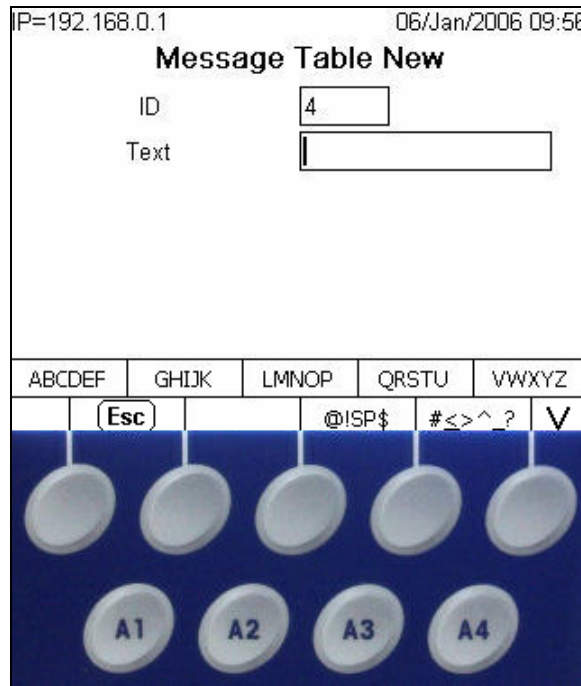 IP=192.168.0.1 06/Jan/2006 09:56
Message Table New
ID 4
Text
ABCDEF GHIJK LMNOP QRSTU VWXYZ
Esc @!SP$ #<>^_? V
A1 A2 A3 A4